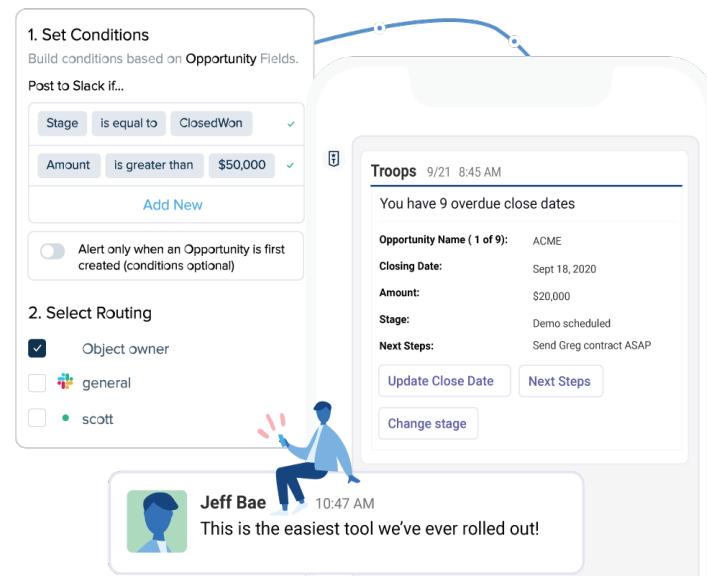 1. Set Conditions
Build conditions based on Opportunity Fields.
Post to Slack if...
Stage is equal to ClosedWon
Amount is greater than $50,000
Add New
Alert only when an Opportunity is first
created (conditions optional)
2. Select Routing
Object owner
general
scott
Troops 9/21 8:45 AM
You have 9 overdue close dates
Opportunity Name ( 1 of 9): ACME
Closing Date: Sept 18, 2020
Amount: $20,000
Stage: Demo scheduled
Next Steps: Send Greg contract ASAP
Update Close Date Next Steps
Change stage
Jeff Bae 10:47 AM
This is the easiest tool we’ve ever rolled out!